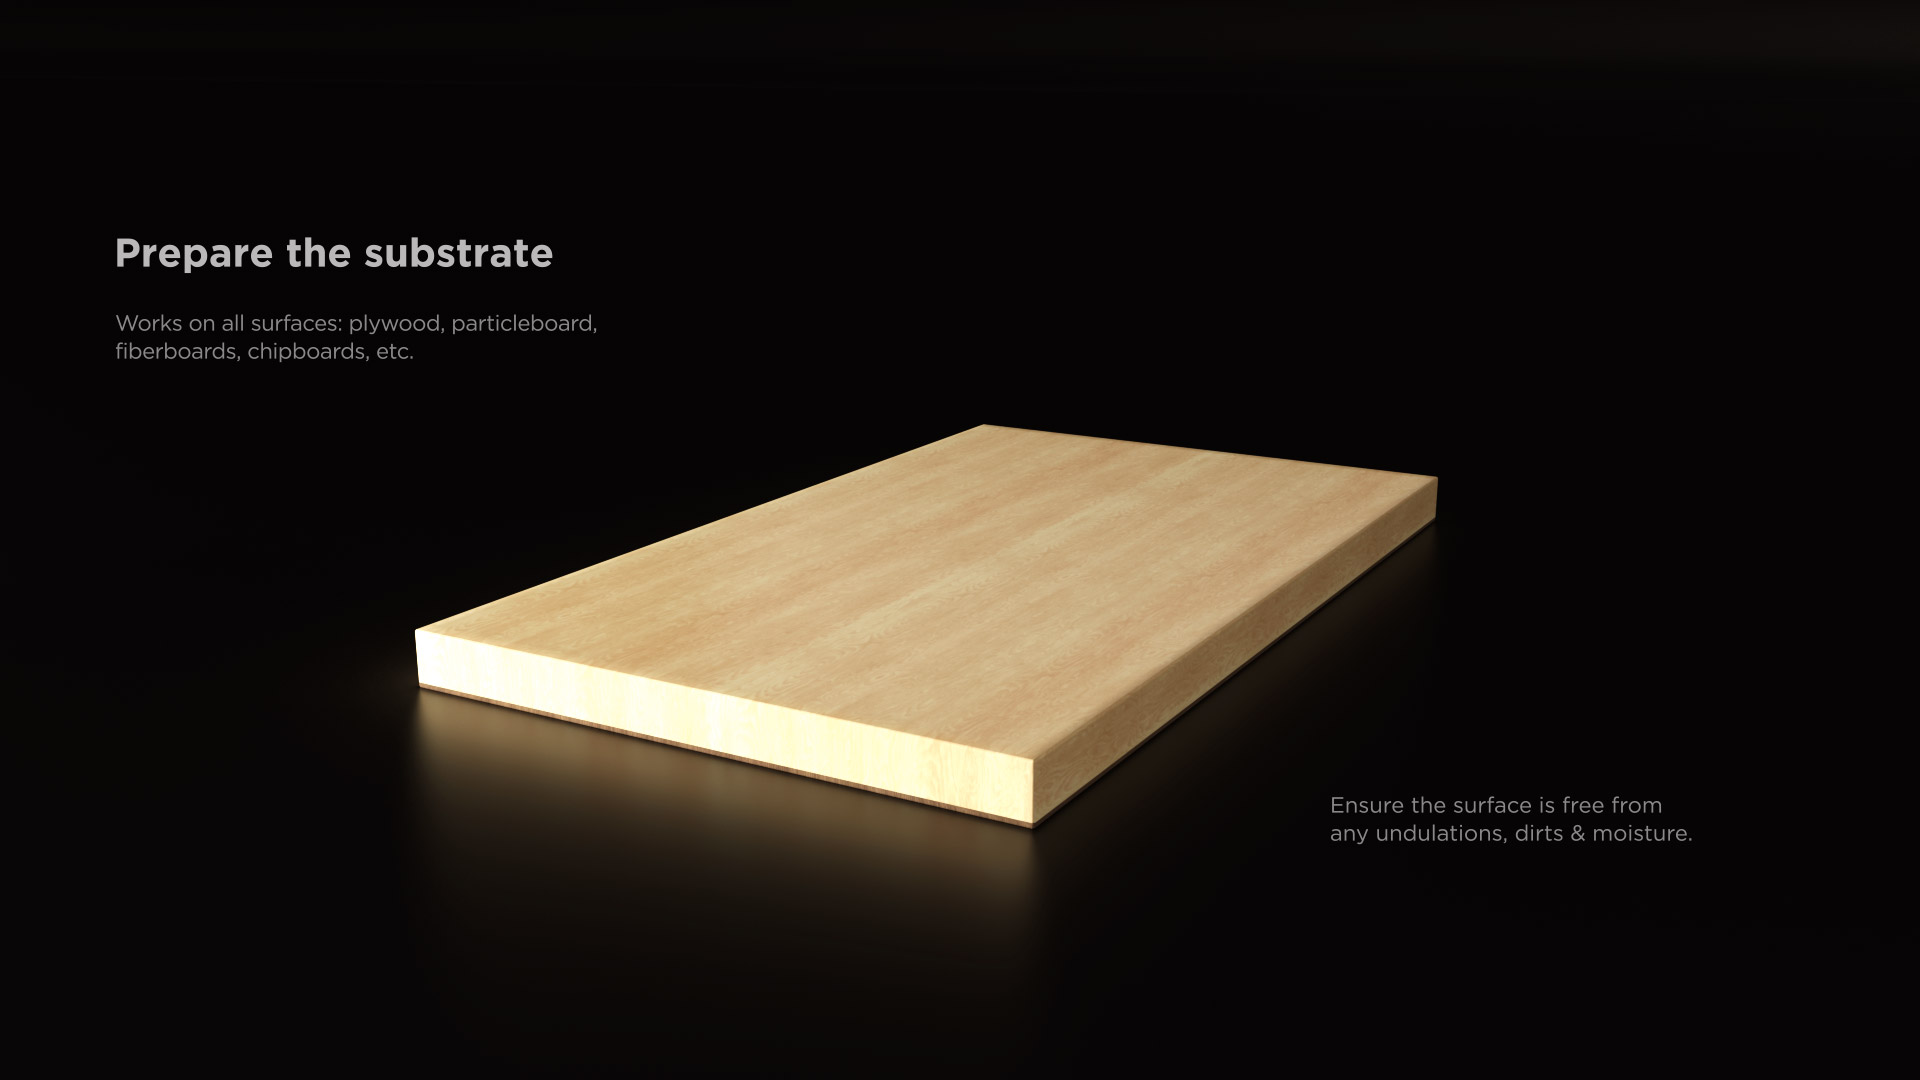 Prepare the substrate
Works on all surfaces: plywood, particleboard,
fiberboards, chipboards, etc.
Ensure the surface is free from
any undulations, dirts & moisture.